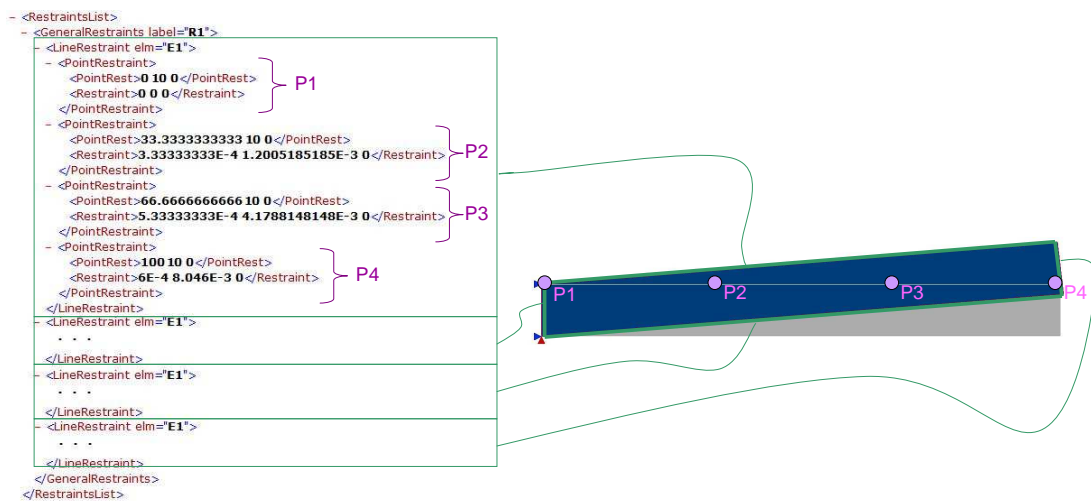 - <RestraintsList>
- <GeneralRestraints label="R1">
- <LineRestraint elm="E1">
- <PointRestraint>
<PointRest>0 10 0</PointRest>
<Restraint>0 0 0</Restraint>
</PointRestraint>
P1
- <PointRestraint>
<PointRest>33.3333333333 10 0</PointRest>
<Restraint>3.33333333E-4 1.2005185185E-3 0</Restraint>
</PointRestraint>
P2
- <PointRestraint>
<PointRest>66.6666666666 10 0</PointRest>
<Restraint>5.33333333E-4 4.1788148148E-3 0</Restraint>
</PointRestraint>
P3
- <PointRestraint>
<PointRest>100 10 0</PointRest>
<Restraint>6E-4 8.046E-3 0</Restraint>
</PointRestraint>
P4
</LineRestraint>
- <LineRestraint elm="E1">
. . .
</LineRestraint>
- <LineRestraint elm="E1">
. . .
</LineRestraint>
- <LineRestraint elm="E1">
. . .
</LineRestraint>
</GeneralRestraints>
</RestraintsList>
P1
P2
P3
P4